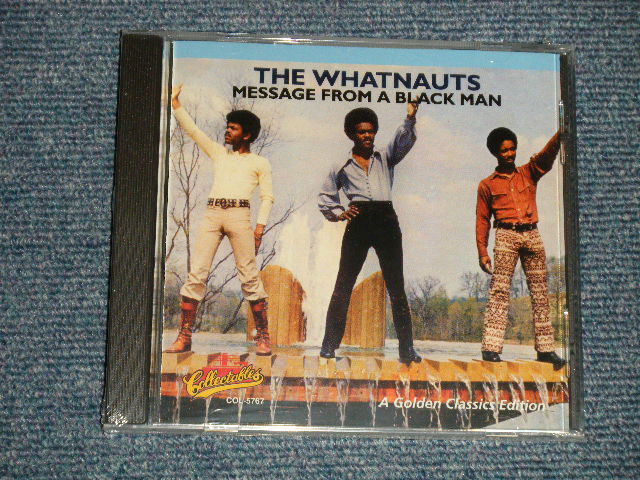 THE WHATNAUTS
MESSAGE FROM A BLACK MAN
Collectables
COL-5767
A Golden Classics Edition